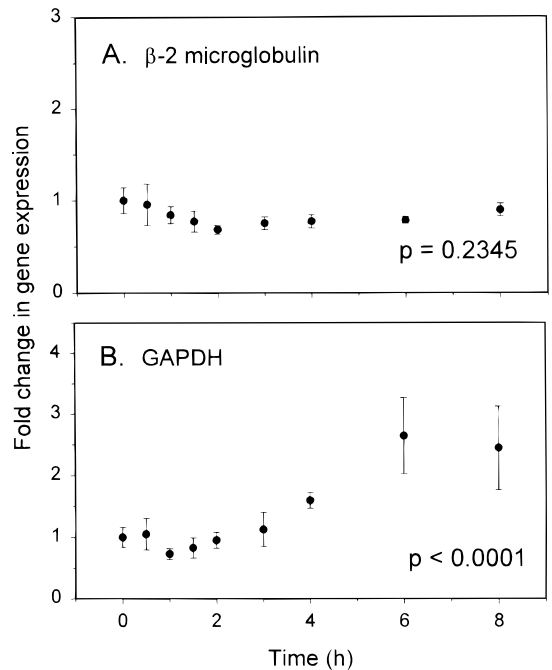 Fold change in gene expression
3
A. β-2 microglobulin
2
1
p = 0.2345
0
4
B. GAPDH
3
2
1
p < 0.0001
0
0 2 4 6 8
Time (h)